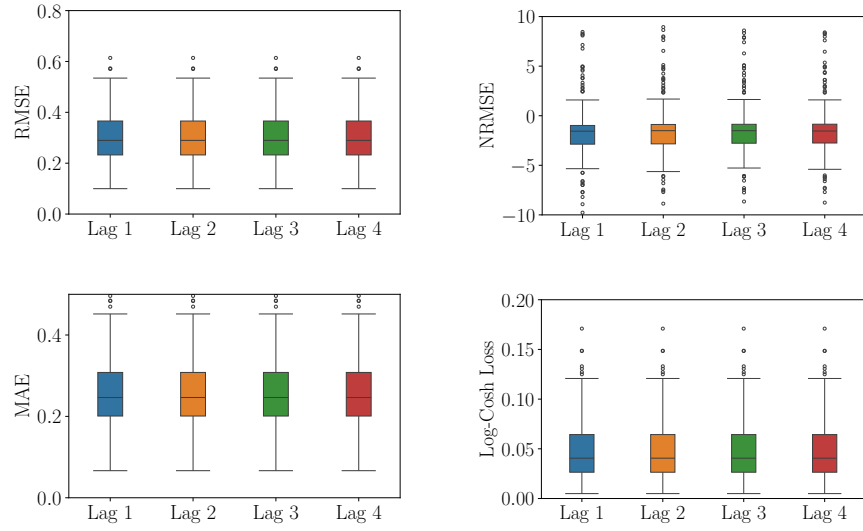 RMSE
0.8
0.6
0.4
0.2
0.0
Lag 1 Lag 2 Lag 3 Lag 4
NRMSE
10
5
0
−5
−10
Lag 1 Lag 2 Lag 3 Lag 4
MAE
0.4
0.2
0.0
Lag 1 Lag 2 Lag 3 Lag 4
Log-Cosh Loss
0.20
0.15
0.10
0.05
0.00
Lag 1 Lag 2 Lag 3 Lag 4